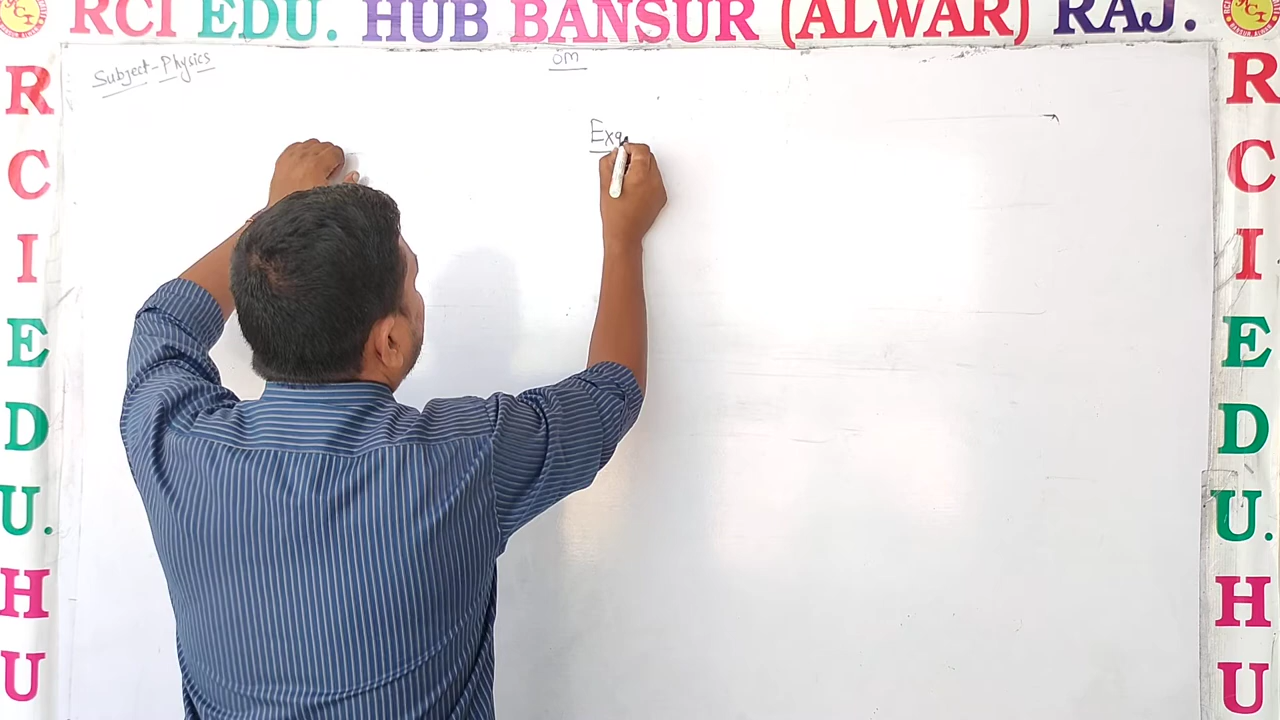 RCI EDU. HUB BANSUR (ALWAR) RAJ.
Subject-Physics
OM
Exa
R
C
I
E
D
U.
H
U
R
C
I
E
D
U.
H
U